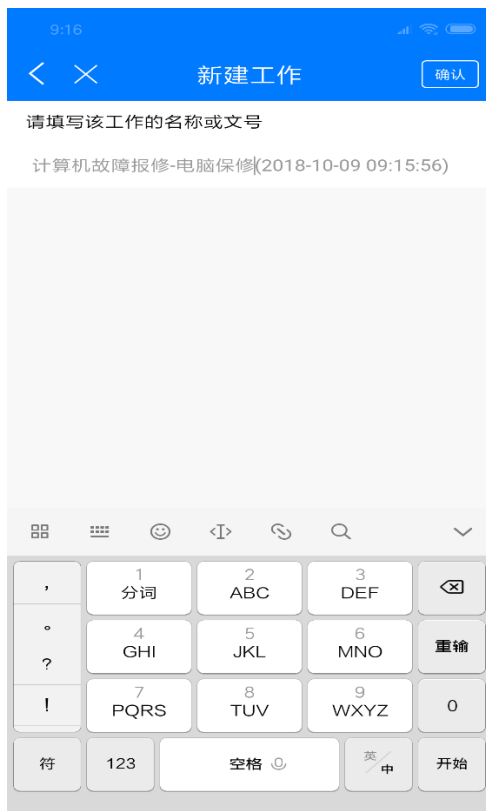 9:16
新建工作
确认
请填写该工作的名称或文号
计算机故障报修-电脑保修(2018-10-09 09:15:56)
，
1
分词
2
ABC
3
DEF
。
4
GHI
5
JKL
6
MNO
重输
?
!
7
PQRS
8
TUV
9
WXYZ
0
符
123
空格
英/中
开始